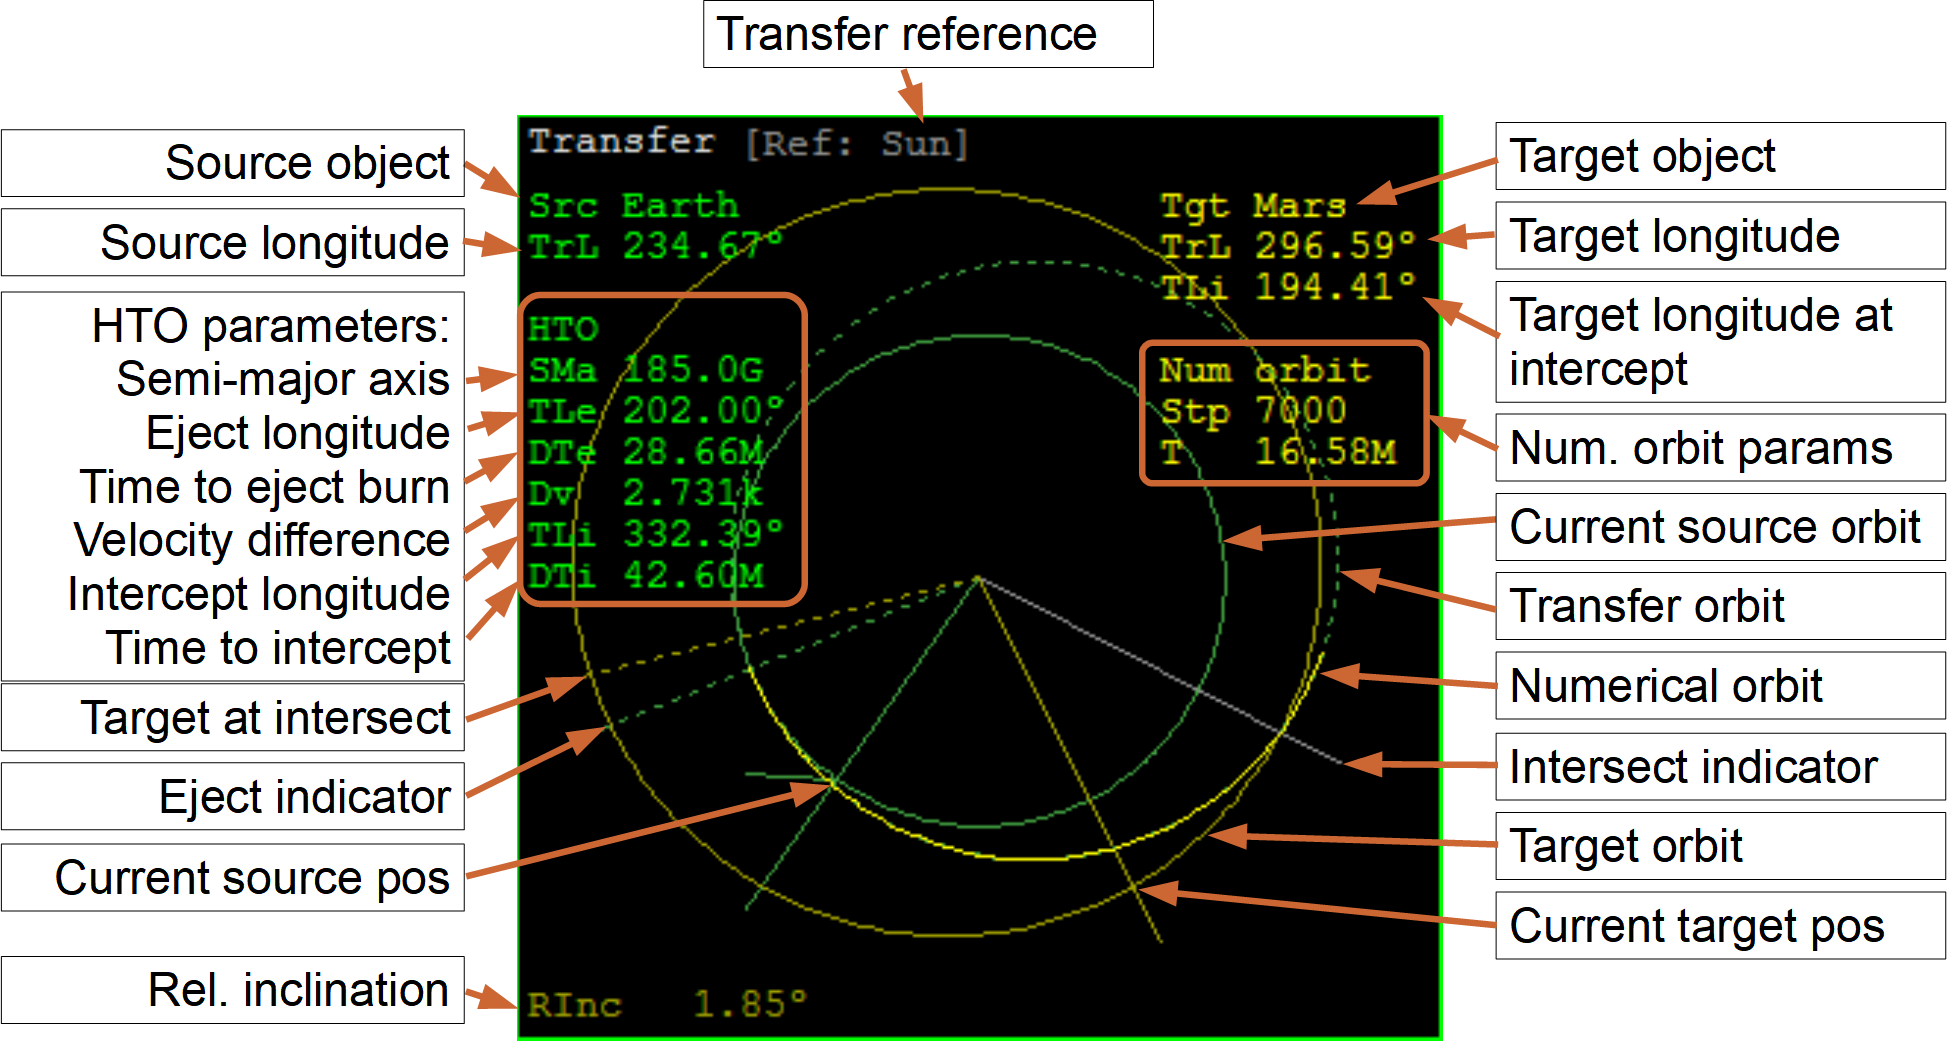 Transfer reference
Transfer [Ref: Sun]
Source object
Source longitude
HTO parameters:
Semi-major axis
Eject longitude
Time to eject burn
Velocity difference
Intercept longitude
Time to intercept
Target at intersect
Eject indicator
Current source pos
Rel. inclination
Src Earth
TrL 234.67°
HTO
SMa 185.0G
TLe 202.00°
DTe 28.66M
Dv 2.731k
TLi 332.39°
DTi 42.60M
RInc 1.85°
Tgt Mars
TrL 296.59°
TLi 194.41°
Num orbit
Stp 7000
T 16.58M
Target object
Target longitude
Target longitude at
intercept
Num. orbit params
Current source orbit
Transfer orbit
Numerical orbit
Intersect indicator
Target orbit
Current target pos